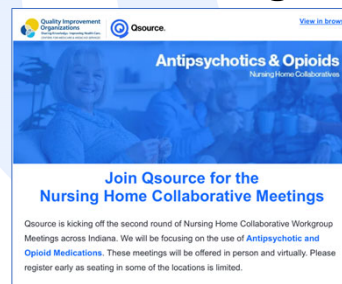 Quality Improvement
Organizations
Qsource.
View in brows
Antipsychotics & Opioids
Nursing Home Collaboratives
Join Qsource for the
Nursing Home Collaborative Meetings
Qsource is kicking off the second round of Nursing Home Collaborative Workgroup
Meetings across Indiana. We will be focusing on the use of Antipsychotic and
Opioid Medications. These meetings will be offered in person and virtually. Please
register early as seating in some of the locations is limited.